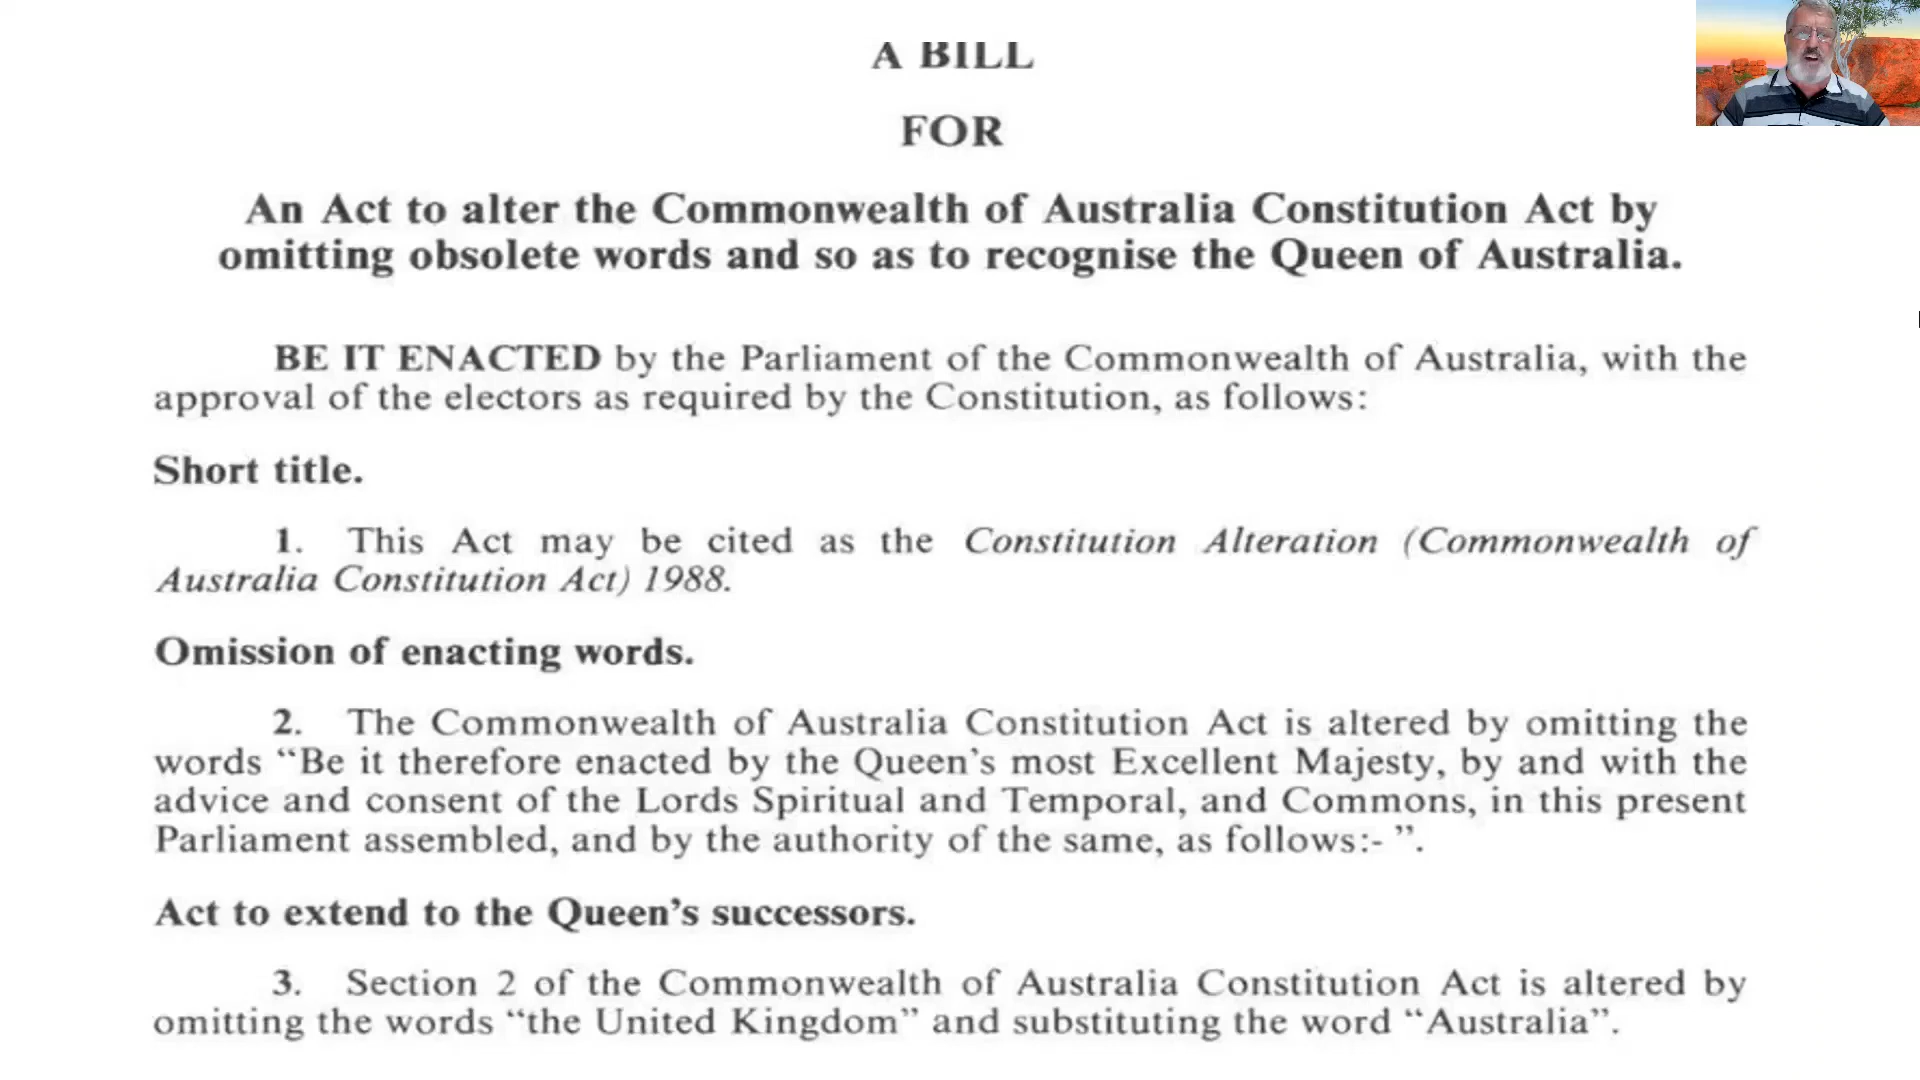 A BILL
FOR
An Act to alter the Commonwealth of Australia Constitution Act by
omitting obsolete words and so as to recognise the Queen of Australia.
BE IT ENACTED by the Parliament of the Commonwealth of Australia, with the
approval of the electors as required by the Constitution, as follows:
Short title.
1. This Act may be cited as the Constitution Alteration (Commonwealth of
Australia Constitution Act) 1988.
Omission of enacting words.
2. The Commonwealth of Australia Constitution Act is altered by omitting the
words “Be it therefore enacted by the Queen’s most Excellent Majesty, by and with the
advice and consent of the Lords Spiritual and Temporal, and Commons, in this present
Parliament assembled, and by the authority of the same, as follows:- ”.
Act to extend to the Queen’s successors.
3. Section 2 of the Commonwealth of Australia Constitution Act is altered by
omitting the words “the United Kingdom” and substituting the word “Australia”.